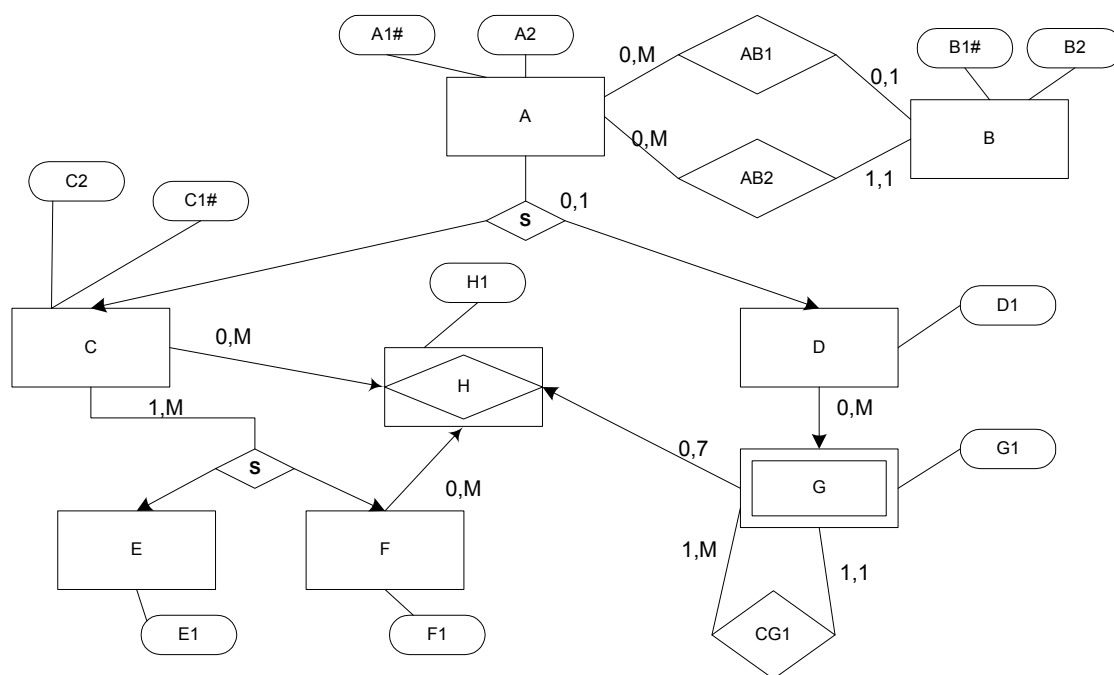 A1#
A2
B1#
B2
0,M
AB1
0,1
A
B
0,M
AB2
1,1
C2
C1#
S
0,1
H1
D1
0,M
C
D
H
1,M
0,M
G1
0,7
S
0,M
G
E
F
1,M
1,1
E1
F1
CG1